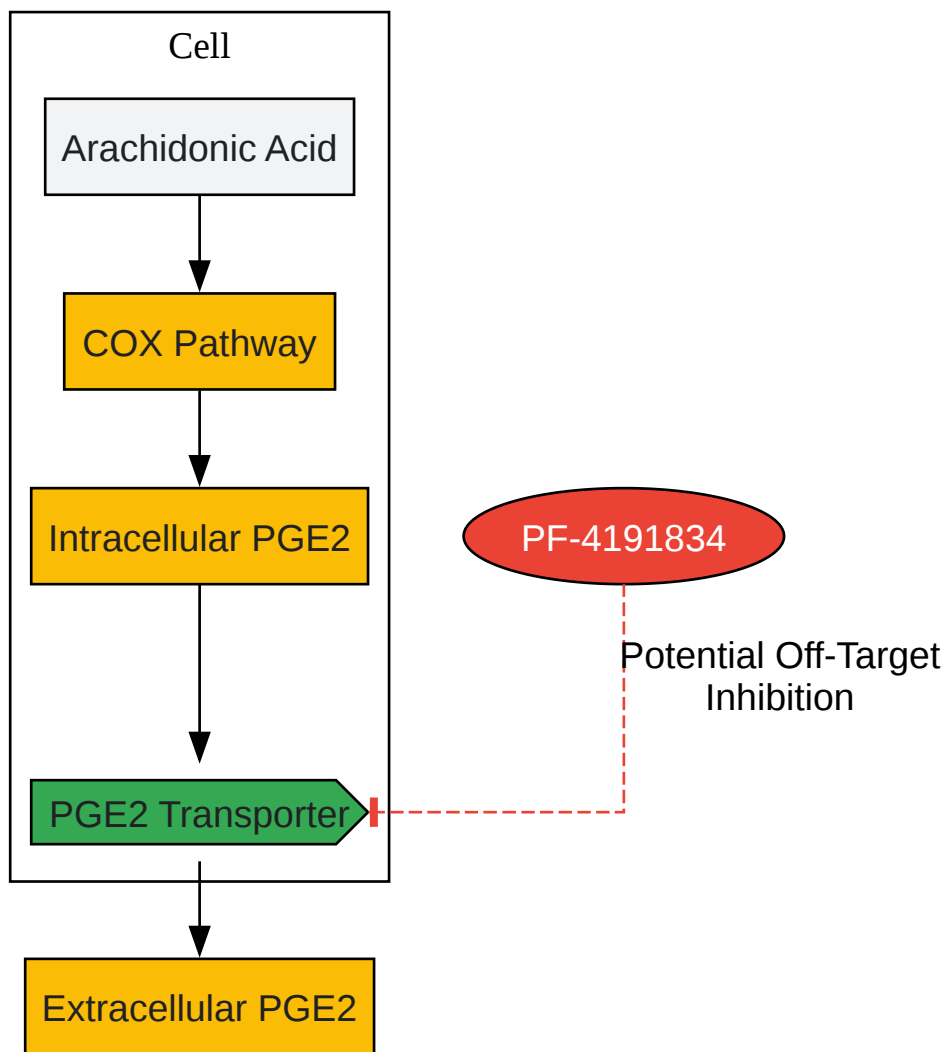 Cell
Arachidonic Acid
COX Pathway
Intracellular PGE2
PF-4191834
Potential Off-Target
Inhibition
PGE2 Transporter
Extracellular PGE2